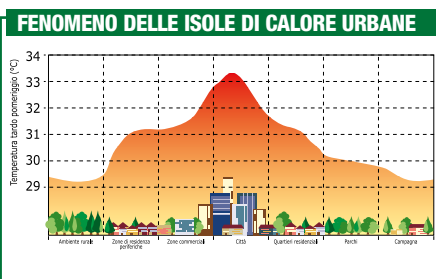 FENOMENO DELLE ISOLE DI CALORE URBANE
Temperatura tardo pomeriggio (°C)
34
33
32
31
30
29
Ambiente rurale
Zone di residenza
periferiche
Zone commerciali
Città
Quartieri residenziali
Parchi
Campagna